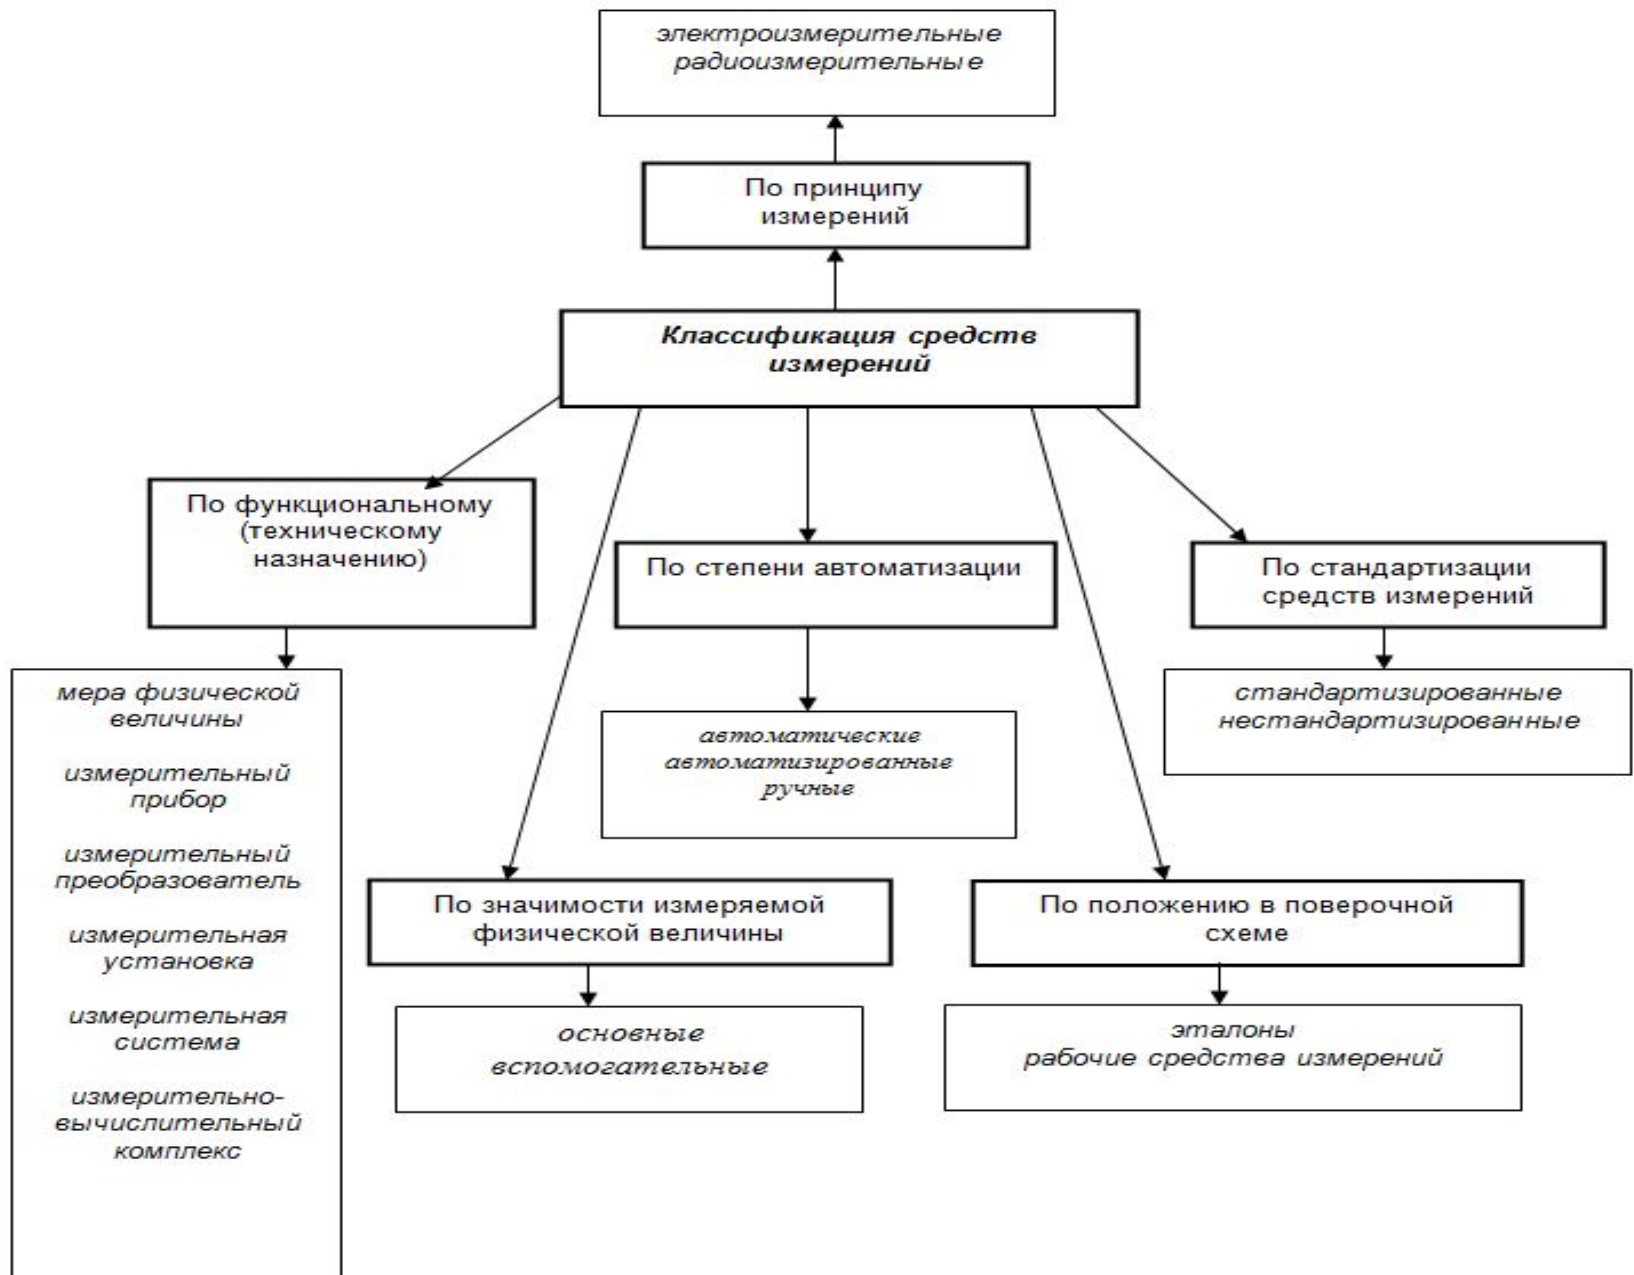 электроизмерительные
радиоизмерительные
По принципу
измерений
Классификация средств
измерений
По функциональному
(техническому
назначению)
По степени автоматизации
По стандартизации
средств измерений
мера физической
величины
измерительный
прибор
измерительный
преобразователь
измерительная
установка
измерительная
система
измерительно-
вычислительный
комплекс
автоматические
автоматизированные
ручные
стандартизированные
нестандартизированные
По значимости измеряемой
физической величины
По положению в поверочной
схеме
основные
вспомогательные
эталоны
рабочие средства измерений